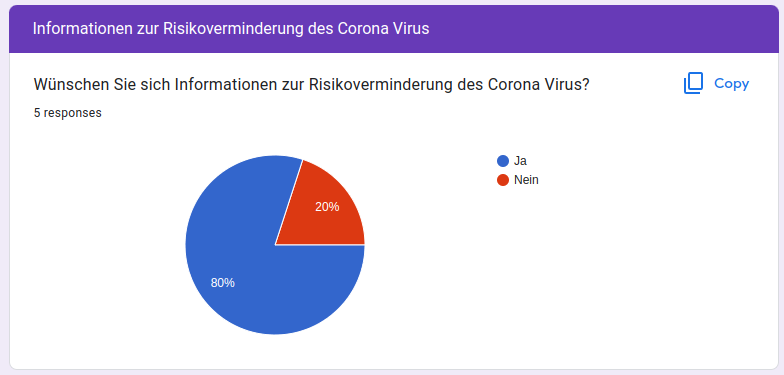 Informationen zur Risikoverminderung des Corona Virus
Wünschen Sie sich Informationen zur Risikoverminderung des Corona Virus?
Copy
5 responses
Ja
Nein
20%
80%